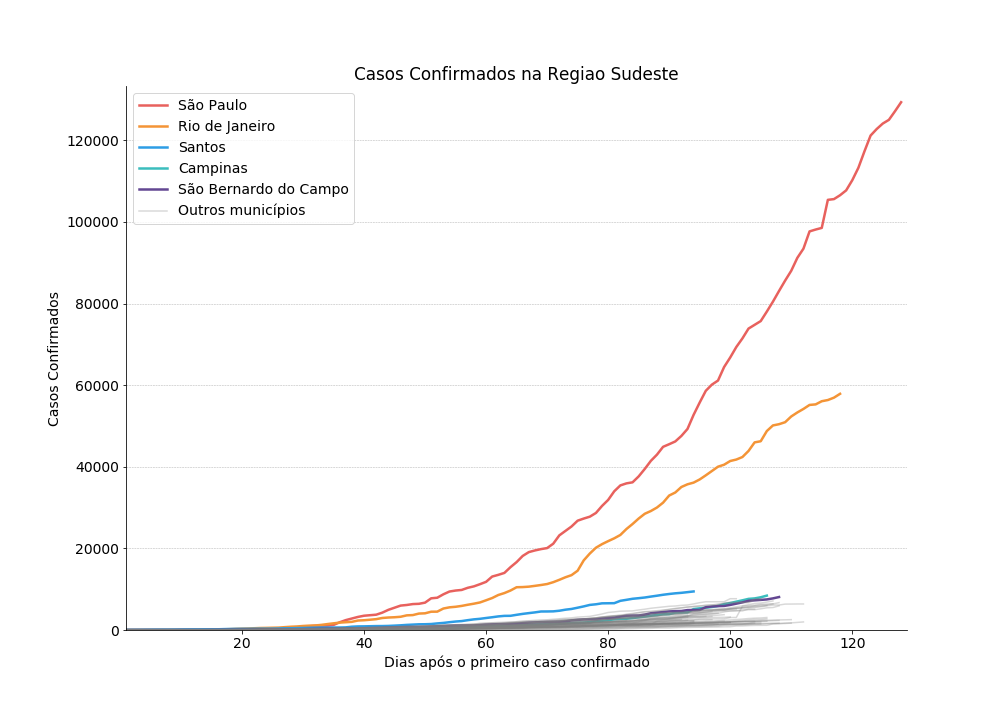 Casos Confirmados na Regiao Sudeste
São Paulo
Rio de Janeiro
Santos
Campinas
São Bernardo do Campo
Outros municípios
Casos Confirmados
120000
100000
80000
60000
40000
20000
0
20 40 60 80 100 120
Dias após o primeiro caso confirmado